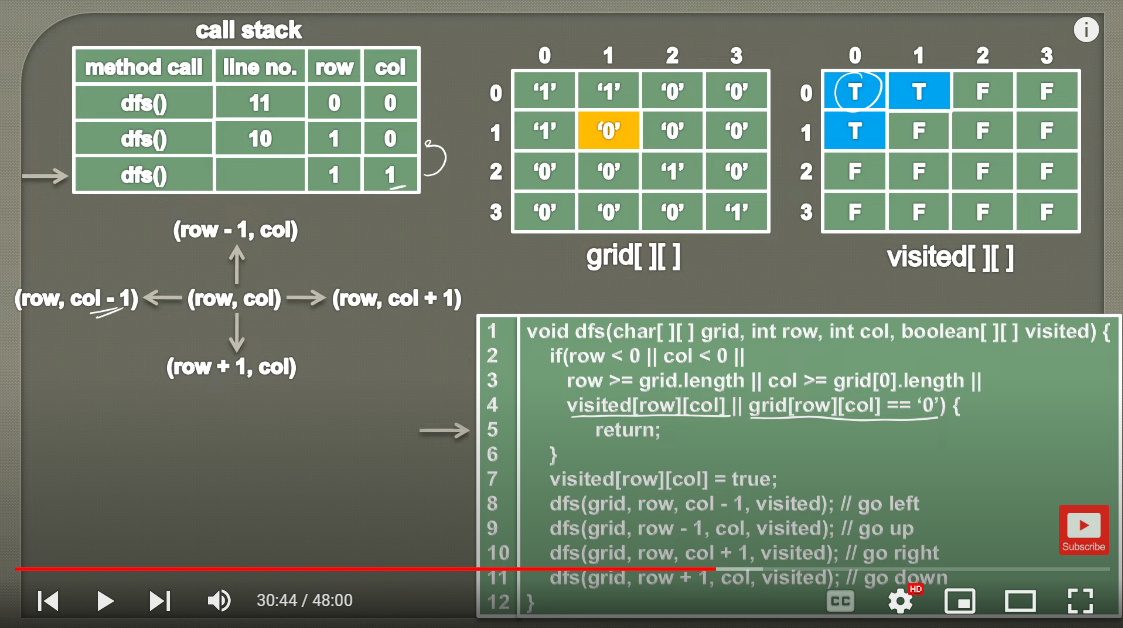 call stack
method call line no. row col
dfs() 11 0 0
dfs() 10 1 0
dfs() 1 1
(row - 1, col)
(row, col - 1) (row, col) (row, col + 1)
(row + 1, col)
0 1 2 3
0 ‘1’ ‘1’ ‘0’ ‘0’
1 ‘1’ ‘0’ ‘0’ ‘0’
2 ‘0’ ‘0’ ‘1’ ‘0’
3 ‘0’ ‘0’ ‘0’ ‘1’
grid[ ][ ]
0 1 2 3
0 T T F F
1 T F F F
2 F F F F
3 F F F F
visited[ ][ ]
i
1 void dfs(char[ ][ ] grid, int row, int col, boolean[ ][ ] visited) {
2 if(row < 0 || col < 0 ||
3 row >= grid.length || col >= grid[0].length ||
4 visited[row][col] || grid[row][col] == ‘0’) {
5 return;
6 }
7 visited[row][col] = true;
8 dfs(grid, row, col - 1, visited); // go left
9 dfs(grid, row - 1, col, visited); // go up
10 dfs(grid, row, col + 1, visited); // go right
11 dfs(grid, row + 1, col, visited); // go down
12 }
Subscribe
30:44 / 48:00
CC
HD